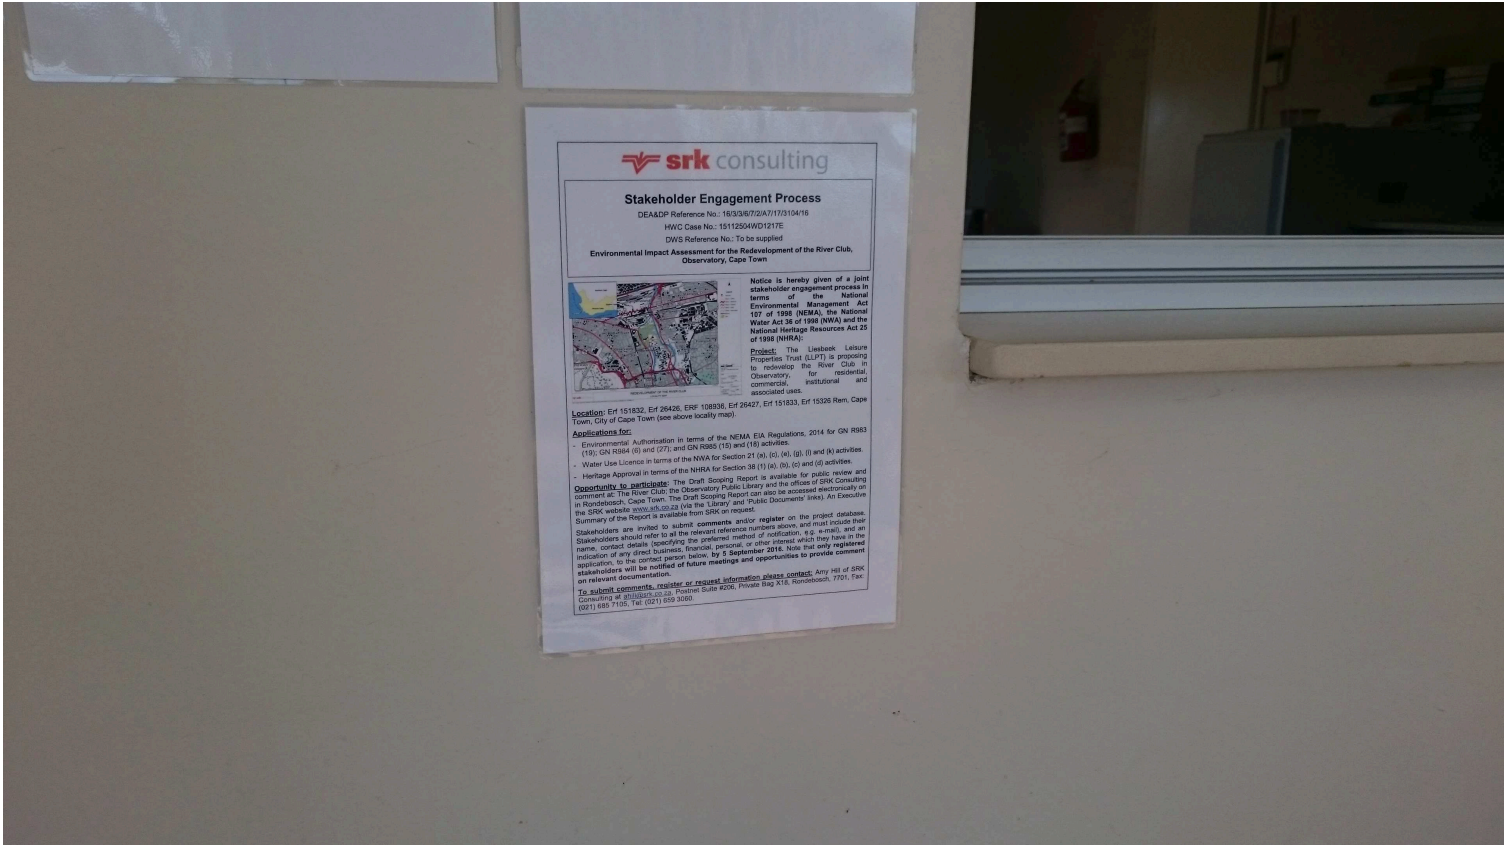 srk consulting
Stakeholder Engagement Process
DEA&DP Reference No.: 16/3/3/6/7/2/A7/17/3104/16
HWC Case No.: 15112504WD1217E
DWS Reference No.: To be supplied
Environmental Impact Assessment for the Redevelopment of the River Club,
Observatory, Cape Town
Notice is hereby given of a joint
stakeholder engagement process in
terms of the National
Environmental Management Act
107 of 1998 (NEMA), the National
Water Act 36 of 1998 (NWA) and the
National Heritage Resources Act 25
of 1998 (NHRA):
Project: The Liesbeek Leisure
Properties Trust (LLPT) is proposing
to redevelop the River Club in
Observatory, for residential,
commercial, institutional and
associated uses.
Location: Erf 151832, Erf 26426, ERF 108936, Erf 26427, Erf 151833, Erf 15326 Rem, Cape
Town, City of Cape Town (see above locality map).
Applications for:
- Environmental Authorisation in terms of the NEMA EIA Regulations, 2014 for GN R983
(19); GN R984 (6) and (27); and GN R985 (15) and (18) activities.
- Water Use Licence in terms of the NWA for Section 21 (a), (c), (e), (g), (i) and (k) activities.
- Heritage Approval in terms of the NHRA for Section 38 (1) (a), (b), (c) and (d) activities.
Opportunity to participate: The Draft Scoping Report is available for public review and
comment at: The River Club; the Observatory Public Library and the offices of SRK Consulting
in Rondebosch, Cape Town. The Draft Scoping Report can also be accessed electronically on
the SRK website www.srk.co.za (via the 'Library' and 'Public Documents' links). An Executive
Summary of the Report is available from SRK on request.
Stakeholders are invited to submit comments and/or register on the project database.
Stakeholders should refer to all the relevant reference numbers above, and must include their
name, contact details (specifying the preferred method of notification, e.g. e-mail), and an
indication of any direct business, financial, personal, or other interest which they have in the
application, to the contact person below, by 5 September 2016. Note that only registered
stakeholders will be notified of future meetings and opportunities to provide comment
on relevant documentation.
To submit comments, register or request information please contact: Amy Hill of SRK
Consulting at ahill@srk.co.za, Postnet Suite #206, Private Bag X18, Rondebosch, 7701, Fax:
(021) 685 7105, Tel: (021) 659 3060.